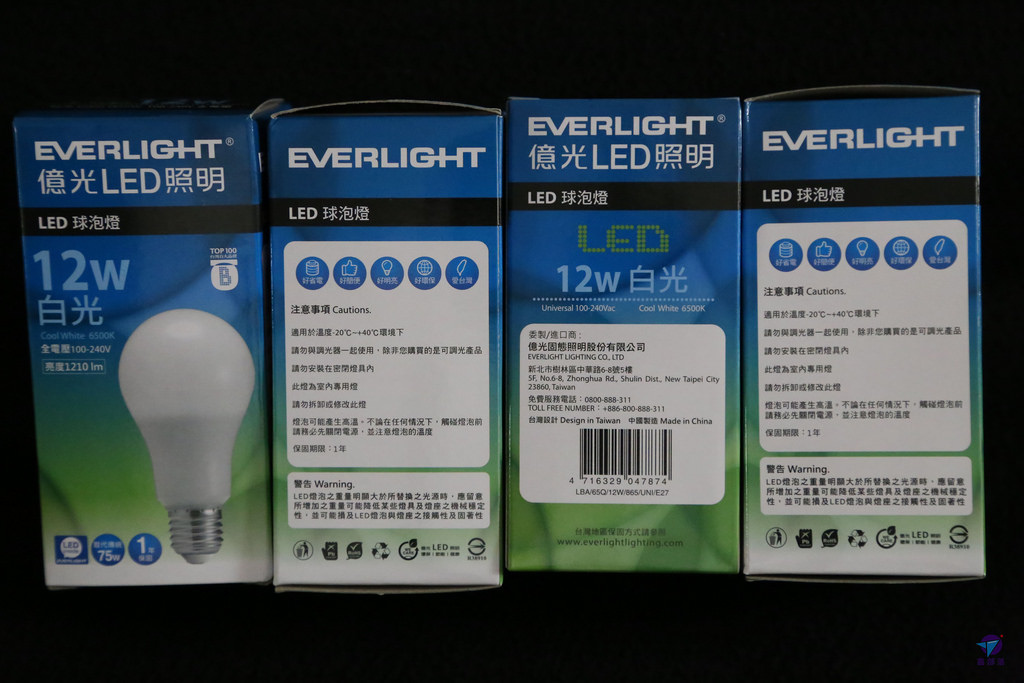 12w
EVERLIGHT®
億光LED照明
LED 球泡燈
12w
白光
Cool White 6500K
全電壓100-240V
亮度1210 lm
TOP 100
LED
取代傳統
75w
1年
保固
EVERLIGHT
LED 球泡燈
好省電
好簡便
好明亮
好環保
愛台灣
注意事項 Cautions.
適用於溫度-20℃~+40℃環境下
請勿與調光器一起使用，除非您購買的是可調光產品
請勿安裝在密閉燈具內
此燈為室內專用燈
請勿拆卸或修改此燈
燈泡可能產生高溫。不論在任何情況下，觸碰燈泡前
請務必先關閉電源，並注意燈泡的溫度
保固期限：1年
警告 Warning.
LED燈泡之重量明顯大於所替換之光源時，應留意
所增加之重量可能降低某些燈具及燈座之機械穩定
性，並可能損及LED燈泡與燈座之接觸性及固著性
EVERLIGHT®
億光LED照明
LED 球泡燈
LED
12w 白光
Universal 100-240Vac
Cool White 6500K
委製/進口商：
億光固態照明股份有限公司
EVERLIGHT LIGHTING CO., LTD
新北市樹林區中華路6-8號5樓
5F, No.6-8, Zhonghua Rd., Shulin Dist., New Taipei City
23860, Taiwan
免費服務電話：0800-888-311
TOLL FREE NUMBER：+886-800-888-311
台灣設計 Design in Taiwan 中國製造 Made in China
4 716329 047874
LBA/65Q/12W/865/UNI/E27
台灣地區保固方式請參照
www.everlightlighting.com
EVERLIGHT
LED 球泡燈
好省電
好簡便
好明亮
好環保
愛台灣
注意事項 Cautions.
適用於溫度-20℃~+40℃環境下
請勿與調光器一起使用，除非您購買的是可調光產品
請勿安裝在密閉燈具內
此燈為室內專用燈
請勿拆卸或修改此燈
燈泡可能產生高溫。不論在任何情況下，觸碰燈泡前
請務必先關閉電源，並注意燈泡的溫度
保固期限：1年
警告 Warning.
LED燈泡之重量明顯大於所替換之光源時，應留意
所增加之重量可能降低某些燈具及燈座之機械穩定
性，並可能損及LED燈泡與燈座之接觸性及固著性